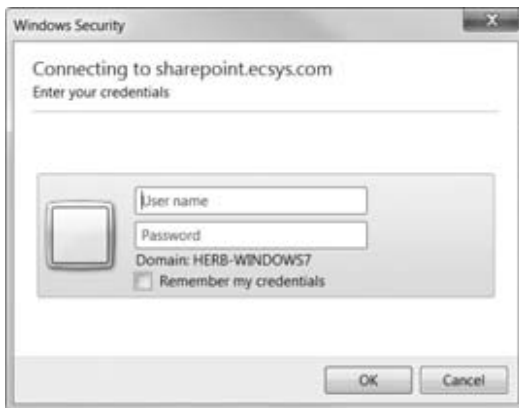 Windows Security
X
Connecting to sharepoint.ecsys.com
Enter your credentials
User name
Password
Domain: HERB-WINDOWS7
Remember my credentials
OK
Cancel